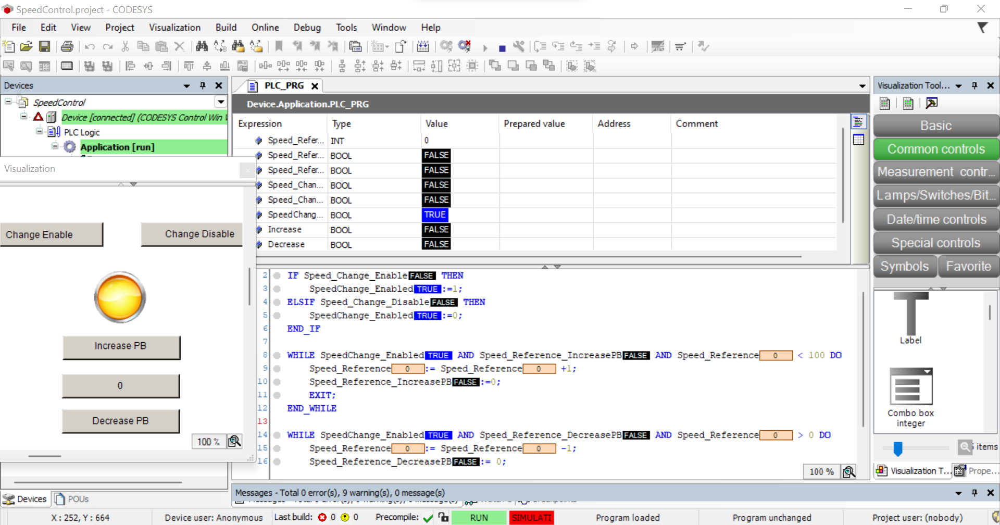 SpeedControl.project - CODESYS
File Edit View Project Visualization Build Online Debug Tools Window Help
Devices
SpeedControl
Device [connected] (CODESYS Control Win V
PLC Logic
Application [run]
Visualization
Change Enable
Change Disable
Increase PB
0
Decrease PB
100 %
Devices
POUs
PLC_PRG
Device.Application.PLC_PRG
Expression Type Value Prepared value Address Comment
Speed_Refer... INT 0
Speed_Refer... BOOL FALSE
Speed_Refer... BOOL FALSE
Speed_Chan... BOOL FALSE
Speed_Chan... BOOL FALSE
SpeedChang... BOOL TRUE
Increase BOOL FALSE
Decrease BOOL FALSE
2 IF Speed_Change_Enable FALSE THEN
3 SpeedChange_Enabled TRUE :=1;
4 ELSIF Speed_Change_Disable FALSE THEN
5 SpeedChange_Enabled TRUE :=0;
6 END_IF
7
8 WHILE SpeedChange_Enabled TRUE AND Speed_Reference_IncreasePB FALSE AND Speed_Reference 0 < 100 DO
9 Speed_Reference 0 := Speed_Reference 0 +1;
10 Speed_Reference_IncreasePB FALSE :=0;
11 EXIT;
12 END_WHILE
13
14 WHILE SpeedChange_Enabled TRUE AND Speed_Reference_DecreasePB FALSE AND Speed_Reference 0 > 0 DO
15 Speed_Reference 0 := Speed_Reference 0 -1;
16 Speed_Reference_DecreasePB FALSE := 0;
100 %
Messages - Total 0 error(s), 9 warning(s), 0 message(s)
Visualization Tool...
Basic
Common controls
Measurement contr...
Lamps/Switches/Bit...
Date/time controls
Special controls
Symbols
Favorite
Label
Combo box
integer
items
Visualization T...
Prope...
X : 252, Y : 664
Device user: Anonymous
Last build: 0 0
Precompile:
RUN
SIMULATI
Program loaded
Program unchanged
Project user: (nobody)